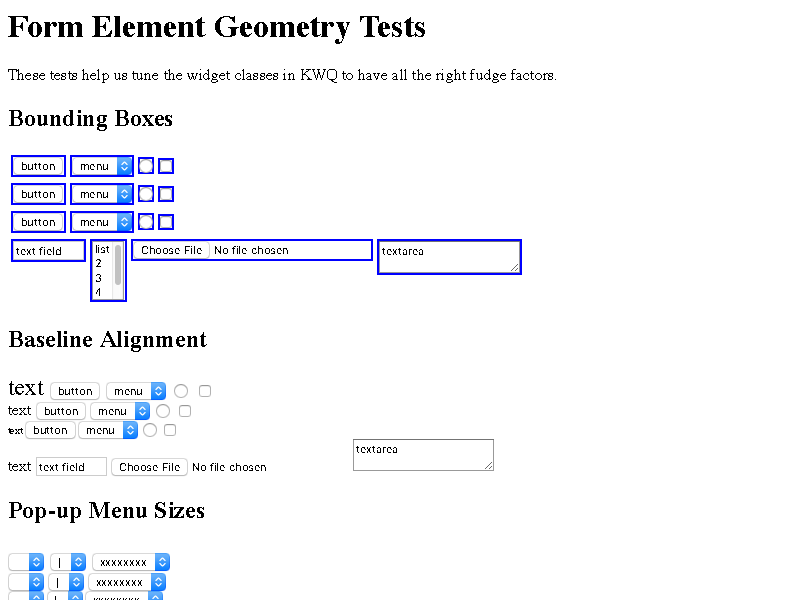 Form Element Geometry Tests
These tests help us tune the widget classes in KWQ to have all the right fudge factors.
Bounding Boxes
button menu
button menu
button menu
text field list 2 3 4 Choose File No file chosen textarea
Baseline Alignment
text button menu
text button menu
text button menu
text text field Choose File No file chosen textarea
Pop-up Menu Sizes
| xxxxxxxx
| xxxxxxxx
| xxxxxxxx